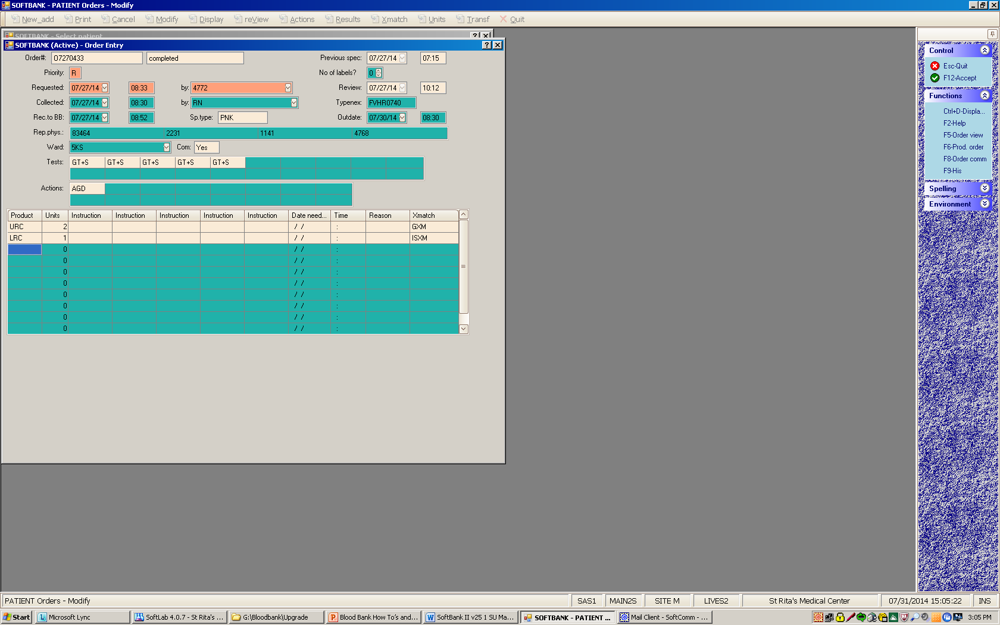 SOFTBANK - PATIENT Orders - Modify
New_add Print Cancel Modify Display reView Actions Results Xmatch Units Transf Quit
SOFTBANK - Select patient
SOFTBANK (Active) - Order Entry
Order#: 07270433 completed Previous spec: 07/27/14 07:15
Priority: R No of labels? 0
Requested: 07/27/14 08:33 by: 4772 Review: 07/27/14 10:12
Collected: 07/27/14 08:30 by: RN Typenex: FVHR0740
Rec.to BB: 07/27/14 08:52 Sp.type: PNK Outdate: 07/30/14 08:30
Rep.phys.: 83464 2231 1141 4768
Ward: 5KS Com: Yes
Tests: GT+S GT+S GT+S GT+S GT+S
Actions: AGD
Product Units Instruction Instruction Instruction Instruction Instruction Date need... Time Reason Xmatch
URC 2 / / : GXM
LRC 1 / / : ISXM
0 / / :
0 / / :
0 / / :
0 / / :
0 / / :
0 / / :
0 / / :
0 / / :
Control
Esc-Quit
F12-Accept
Functions
Ctrl+D-Displa...
F2-Help
F5-Order view
F6-Prod. order
F8-Order comm
F9-His
Spelling
Environment
PATIENT Orders - Modify SAS1 MAIN2S SITE M LIVES2 St Rita's Medical Center 07/31/2014 15:05:22 INS
Start Microsoft Lync SoftLab 4.0.7 - St Rita's ... G:\Bloodbank\Upgrade Blood Bank How To's and... SoftBank II v25 1 SU Ma... SOFTBANK - PATIENT ... Mail Client - SoftComm - ... 3:05 PM